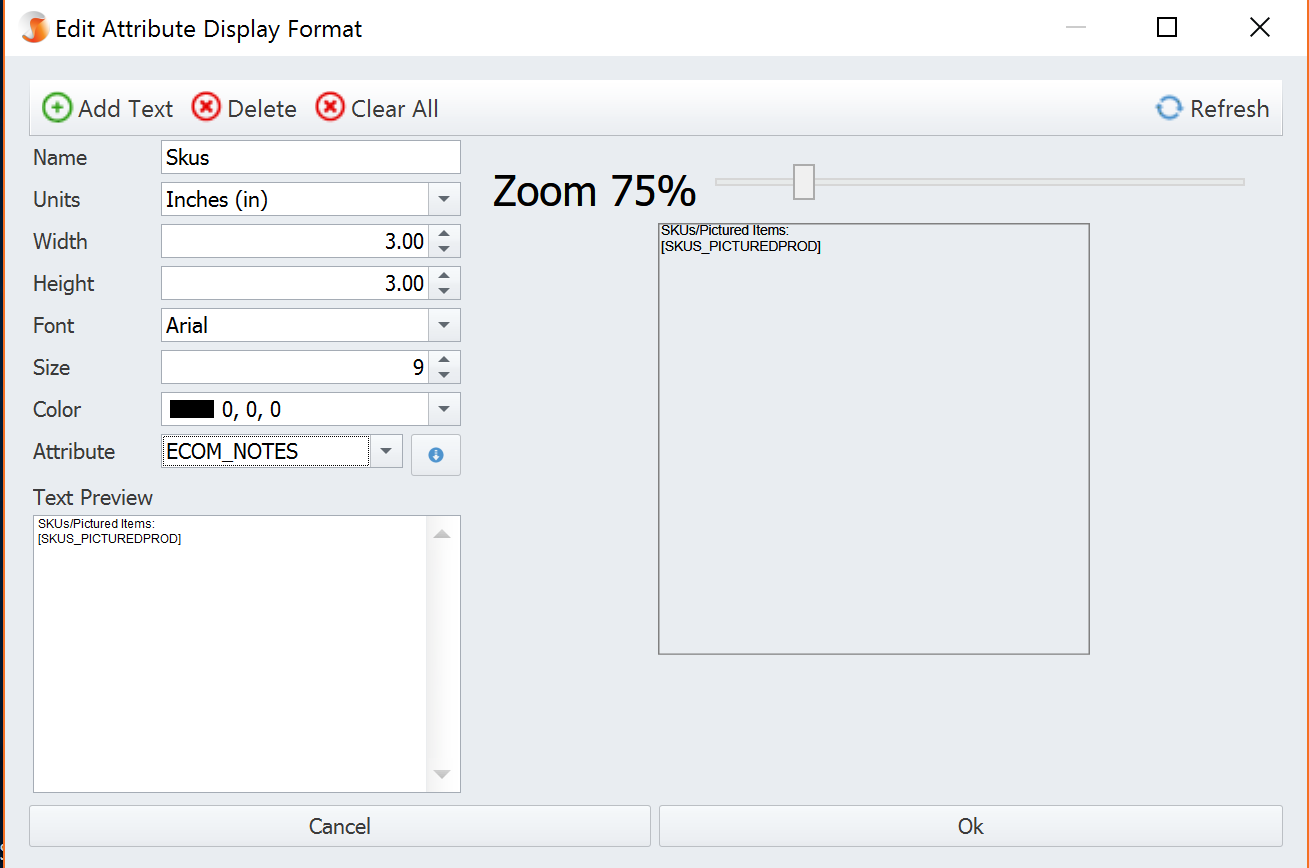 Edit Attribute Display Format
Add Text Delete Clear All Refresh
Name Skus
Units Inches (in)
Width 3.00
Height 3.00
Font Arial
Size 9
Color 0, 0, 0
Attribute ECOM_NOTES
Text Preview
SKUs/Pictured Items:
[SKUS_PICTUREDPROD]
Zoom 75%
SKUs/Pictured Items:
[SKUS_PICTUREDPROD]
Cancel Ok